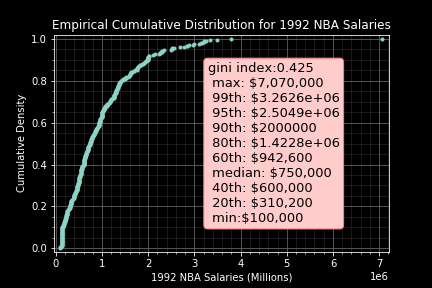 Empirical Cumulative Distribution for 1992 NBA Salaries
1.0
0.8
0.6
0.4
0.2
0.0
Cumulative Density
gini index:0.425
max: $7,070,000
99th: $3.2626e+06
95th: $2.5049e+06
90th: $2000000
80th: $1.4228e+06
60th: $942,600
median: $750,000
40th: $600,000
20th: $310,200
min:$100,000
0 1 2 3 4 5 6 7
1e6
1992 NBA Salaries (Millions)